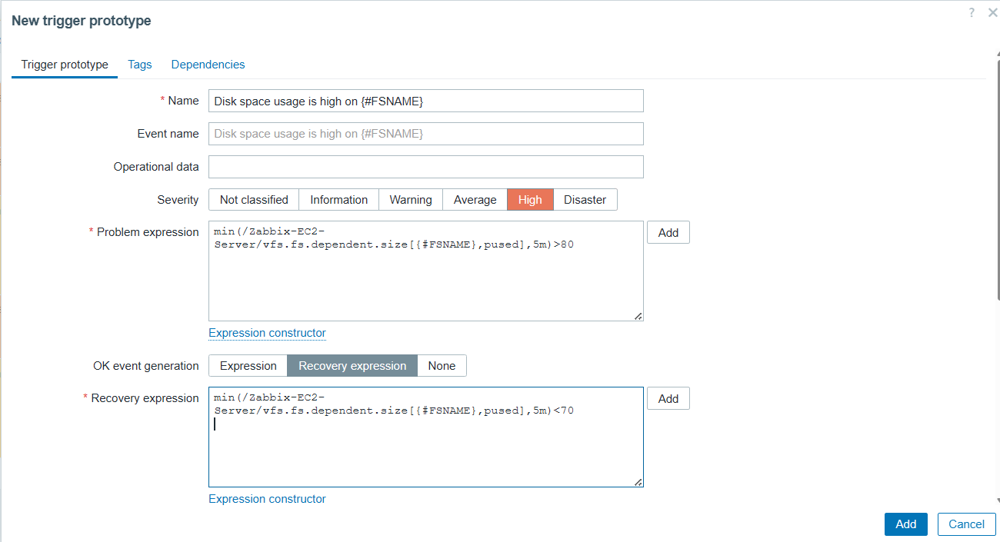 New trigger prototype
?
Trigger prototype Tags Dependencies
* Name Disk space usage is high on {#FSNAME}
Event name Disk space usage is high on {#FSNAME}
Operational data
Severity Not classified Information Warning Average High Disaster
* Problem expression min(/Zabbix-EC2-
Server/vfs.fs.dependent.size[{#FSNAME},pused],5m)>80
Add
Expression constructor
OK event generation Expression Recovery expression None
* Recovery expression min(/Zabbix-EC2-
Server/vfs.fs.dependent.size[{#FSNAME},pused],5m)<70
Add
Expression constructor
Add Cancel